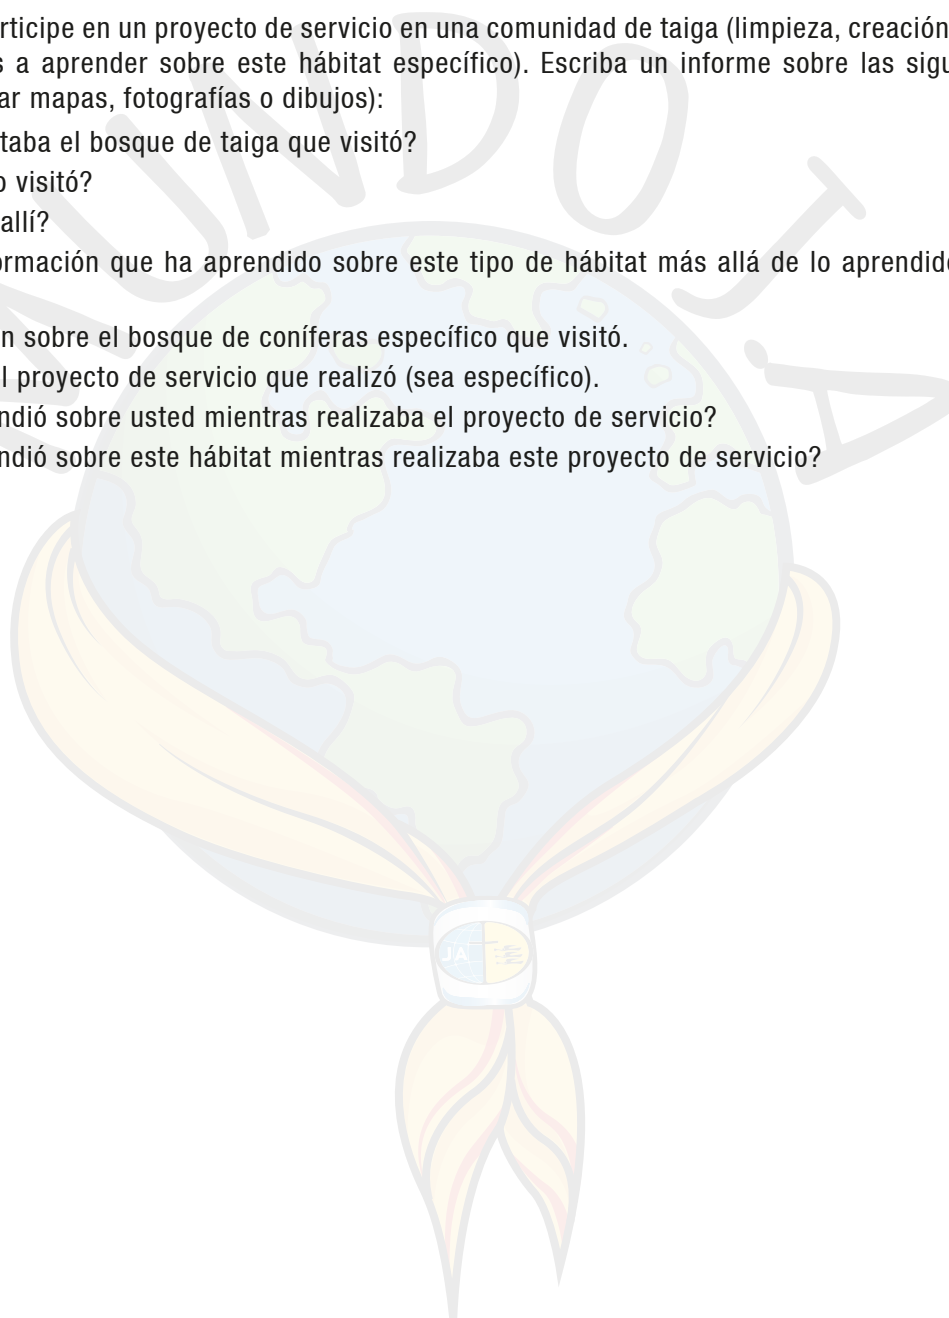 rticipe en un proyecto de servicio en una comunidad de taiga (limpieza, creación
s a aprender sobre este hábitat específico). Escriba un informe sobre las sigu
ar mapas, fotografías o dibujos):
taba el bosque de taiga que visitó?
o visitó?
allí?
ormación que ha aprendido sobre este tipo de hábitat más allá de lo aprendido
n sobre el bosque de coníferas específico que visitó.
l proyecto de servicio que realizó (sea específico).
ndió sobre usted mientras realizaba el proyecto de servicio?
ndió sobre este hábitat mientras realizaba este proyecto de servicio?
MUNDO JA
JA